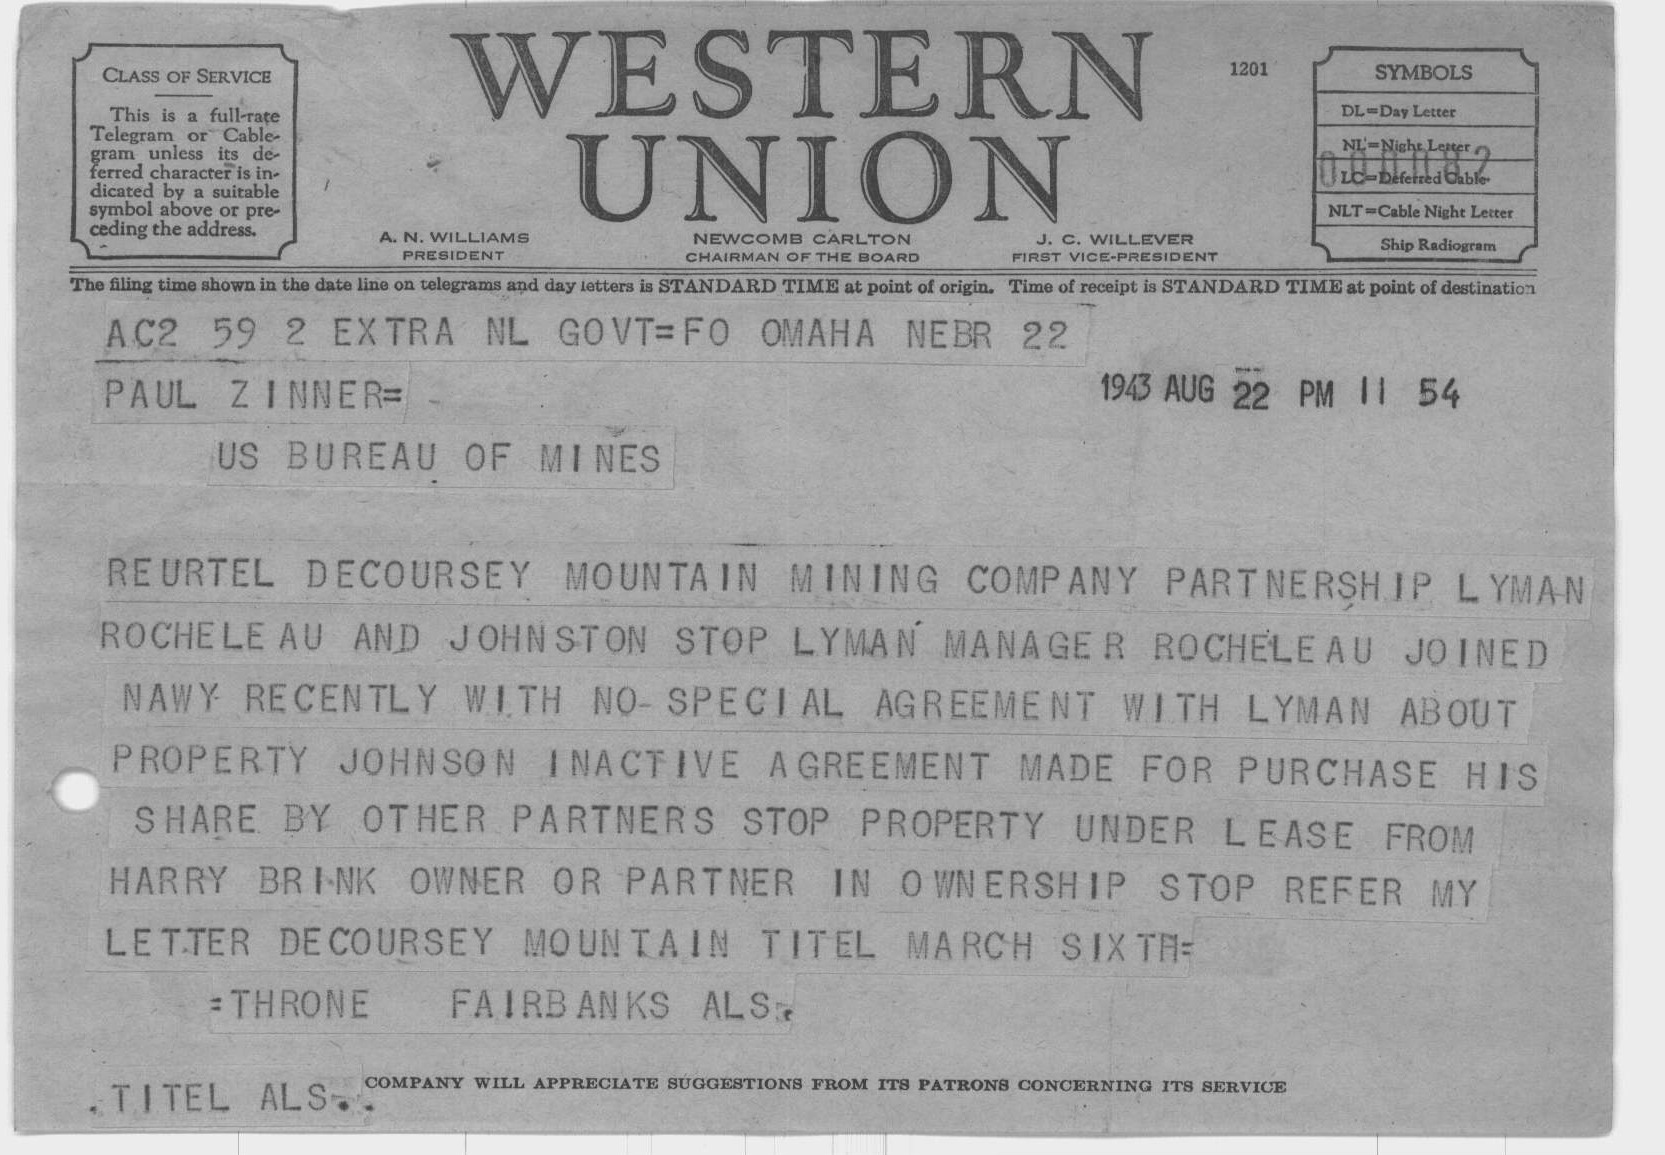 CLASS OF SERVICE
This is a full-rate
Telegram or Cable-
gram unless its de-
ferred character is in-
dicated by a suitable
symbol above or pre-
ceding the address.
WESTERN
UNION
1201
A. N. WILLIAMS
PRESIDENT
NEWCOMB CARLTON
CHAIRMAN OF THE BOARD
J. C. WILLEVER
FIRST VICE-PRESIDENT
SYMBOLS
DL=Day Letter
NL=Night Letter
LC=Deferred Cable
NLT=Cable Night Letter
Ship Radiogram
The filing time shown in the date line on telegrams and day letters is STANDARD TIME at point of origin. Time of receipt is STANDARD TIME at point of destination
AC2 59 2 EXTRA NL GOVT=FO OMAHA NEBR 22
PAUL ZINNER=
1943 AUG 22 PM 11 54
US BUREAU OF MINES
REURTEL DECOURSEY MOUNTAIN MINING COMPANY PARTNERSHIP LYMAN
ROCHELEAU AND JOHNSTON STOP LYMAN MANAGER ROCHELEAU JOINED
NAWY RECENTLY WITH NO SPECIAL AGREEMENT WITH LYMAN ABOUT
PROPERTY JOHNSON INACTIVE AGREEMENT MADE FOR PURCHASE HIS
SHARE BY OTHER PARTNERS STOP PROPERTY UNDER LEASE FROM
HARRY BRINK OWNER OR PARTNER IN OWNERSHIP STOP REFER MY
LETTER DECOURSEY MOUNTAIN TITEL MARCH SIXTH=
=THRONE FAIRBANKS ALS.
COMPANY WILL APPRECIATE SUGGESTIONS FROM ITS PATRONS CONCERNING ITS SERVICE
.TITEL ALS..